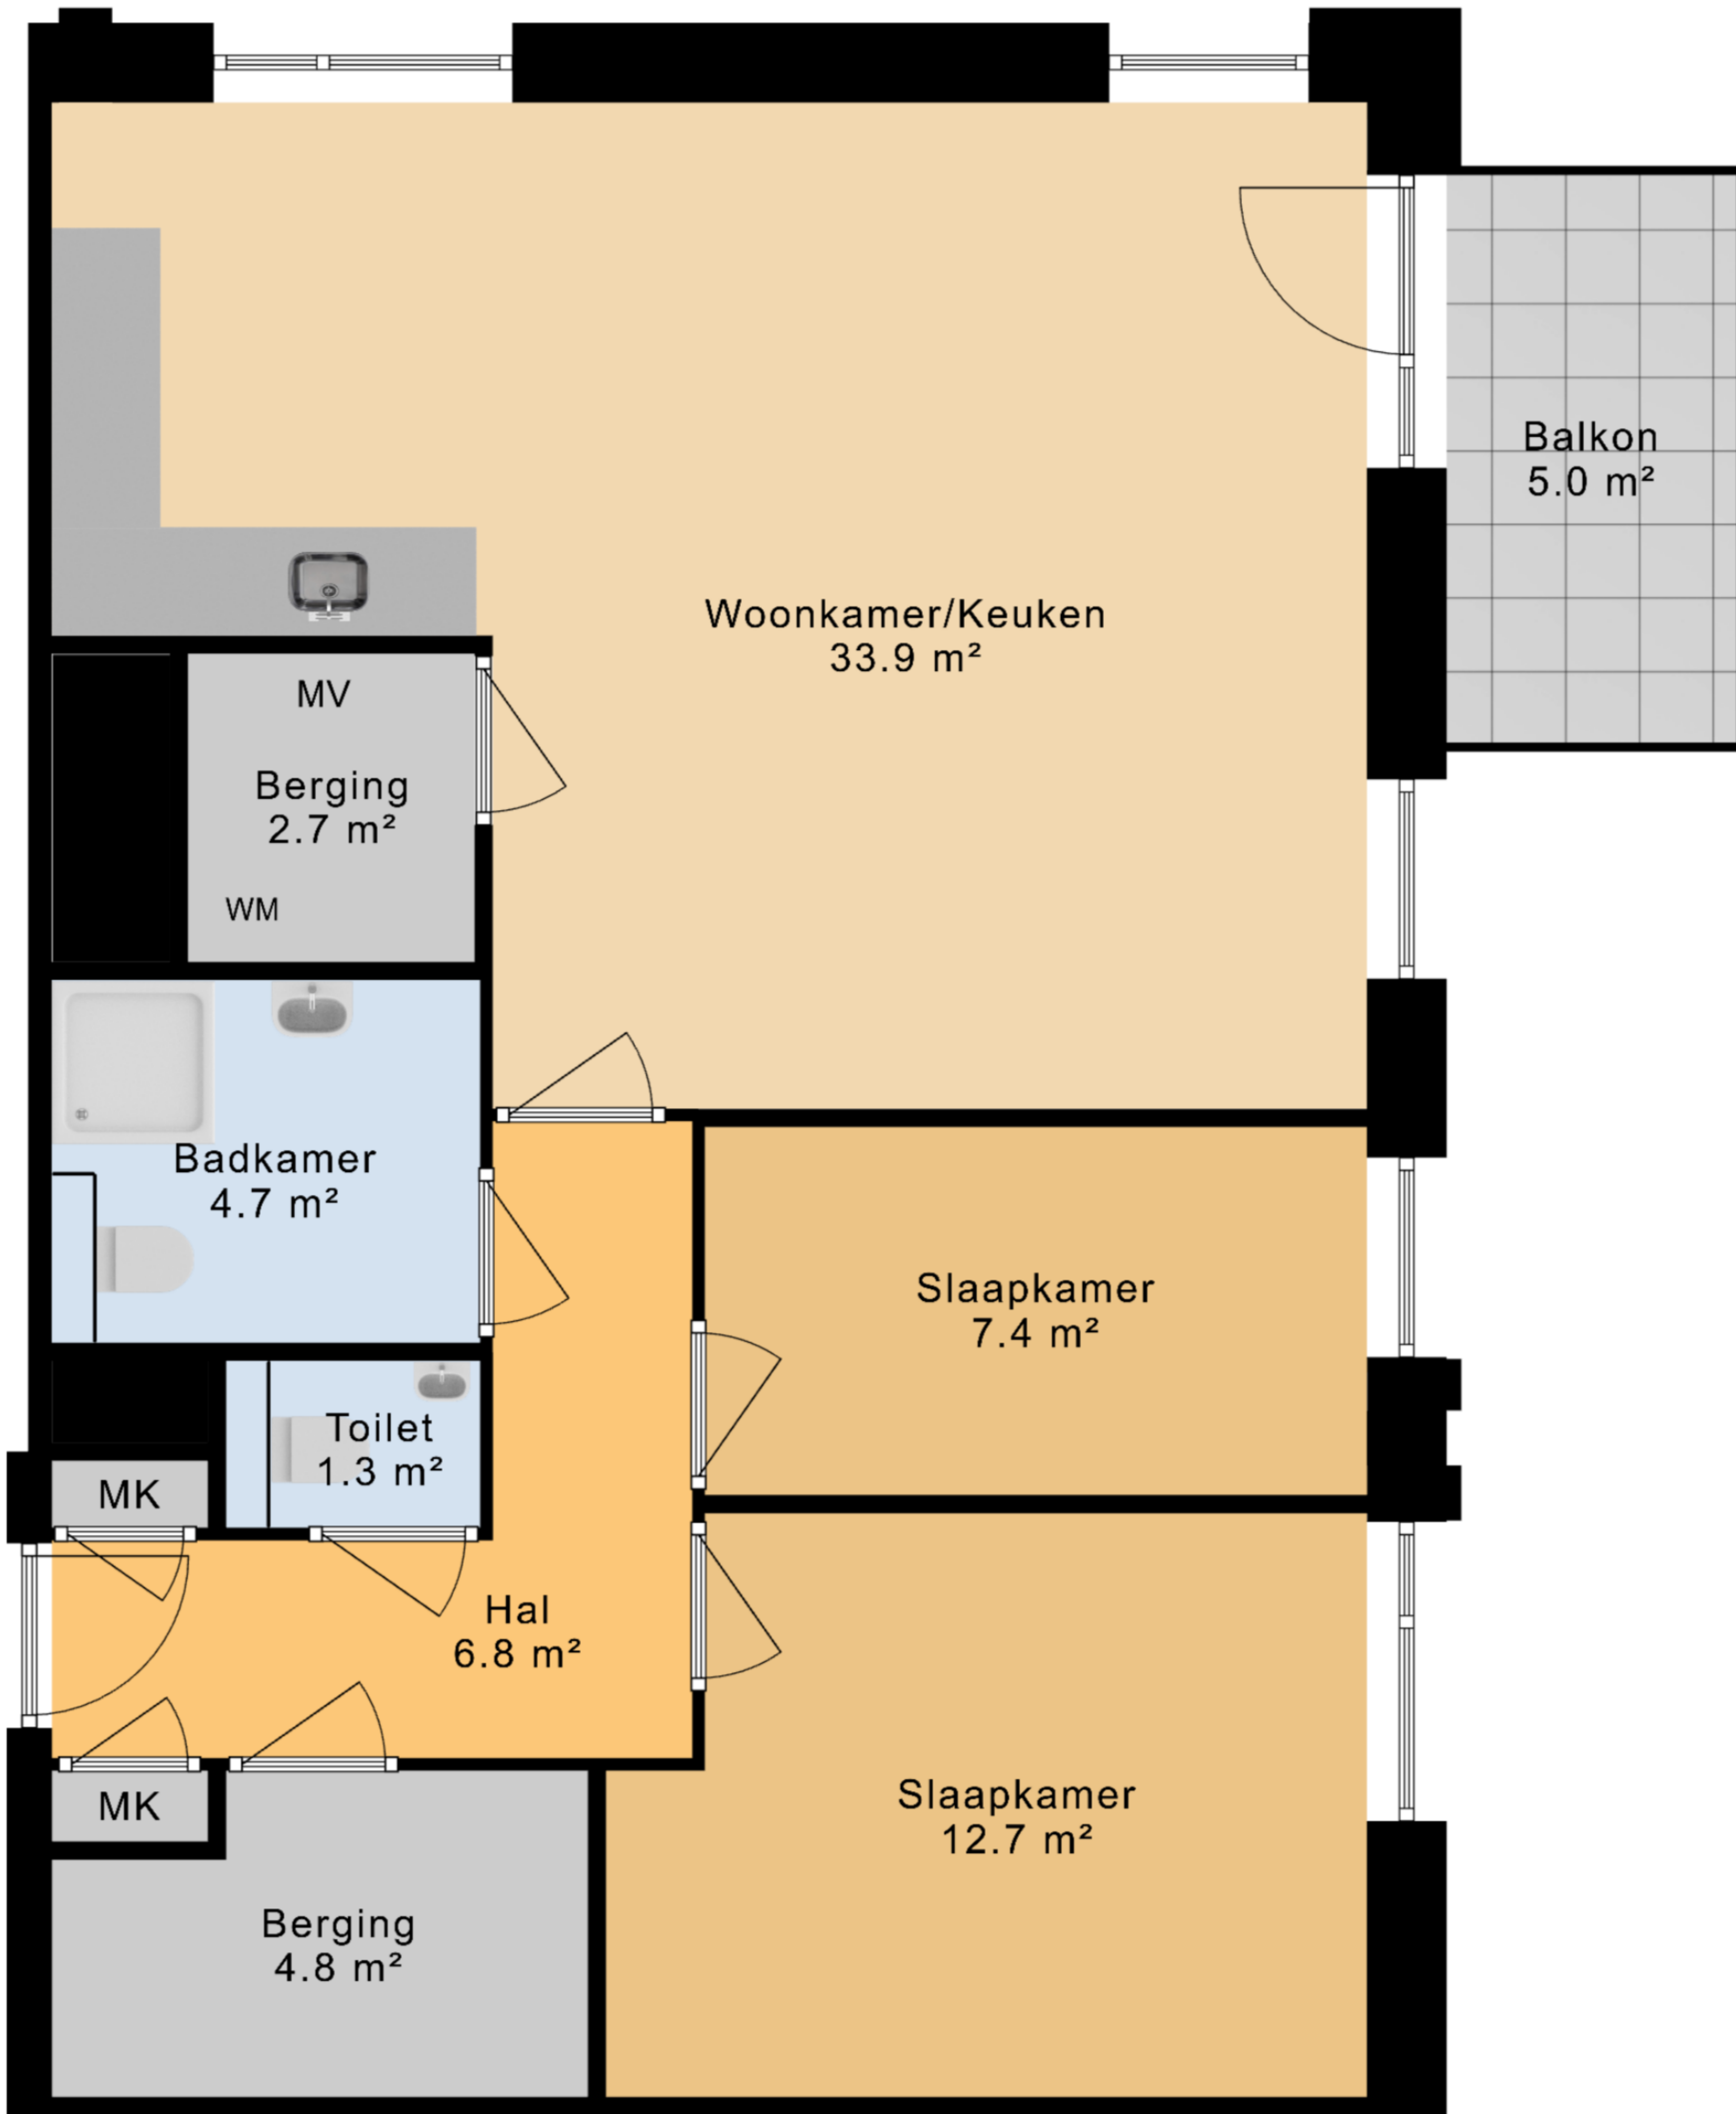 Balkon
5.0 m²
Woonkamer/Keuken
33.9 m²
MV
Berging
2.7 m²
WM
Badkamer
4.7 m²
Slaapkamer
7.4 m²
Toilet
1.3 m²
MK
Hal
6.8 m²
Slaapkamer
12.7 m²
MK
Berging
4.8 m²